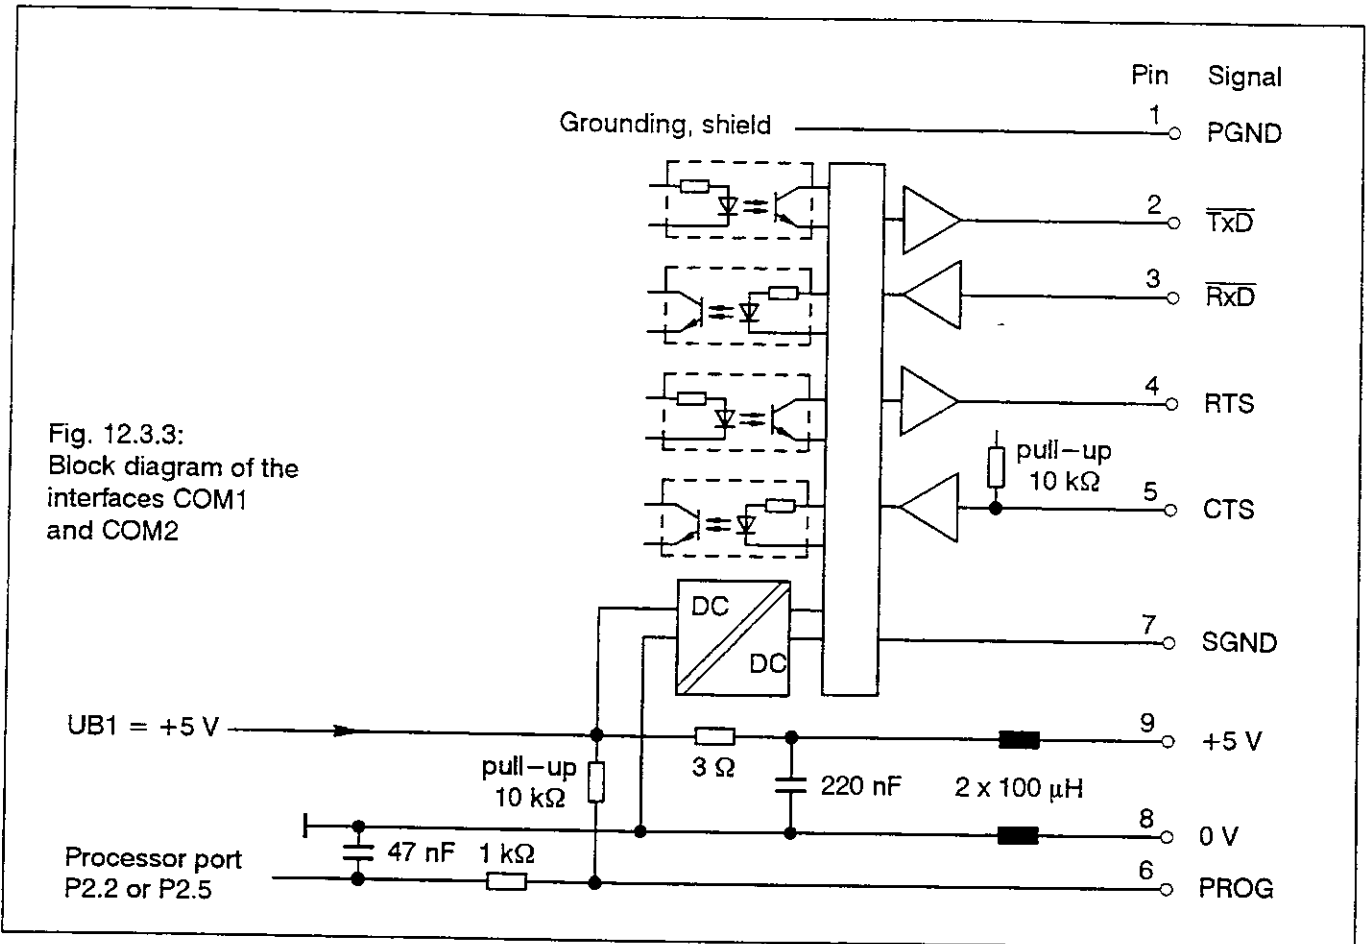 Pin Signal
Grounding, shield
1
PGND
2
TxD
3
RxD
4
RTS
pull-up
10 kΩ
5
CTS
Fig. 12.3.3:
Block diagram of the
interfaces COM1
and COM2
DC
DC
7
SGND
UB1 = +5 V
9
+5 V
3 Ω
pull-up
10 kΩ
220 nF
2 x 100 µH
8
0 V
47 nF
1 kΩ
Processor port
P2.2 or P2.5
6
PROG